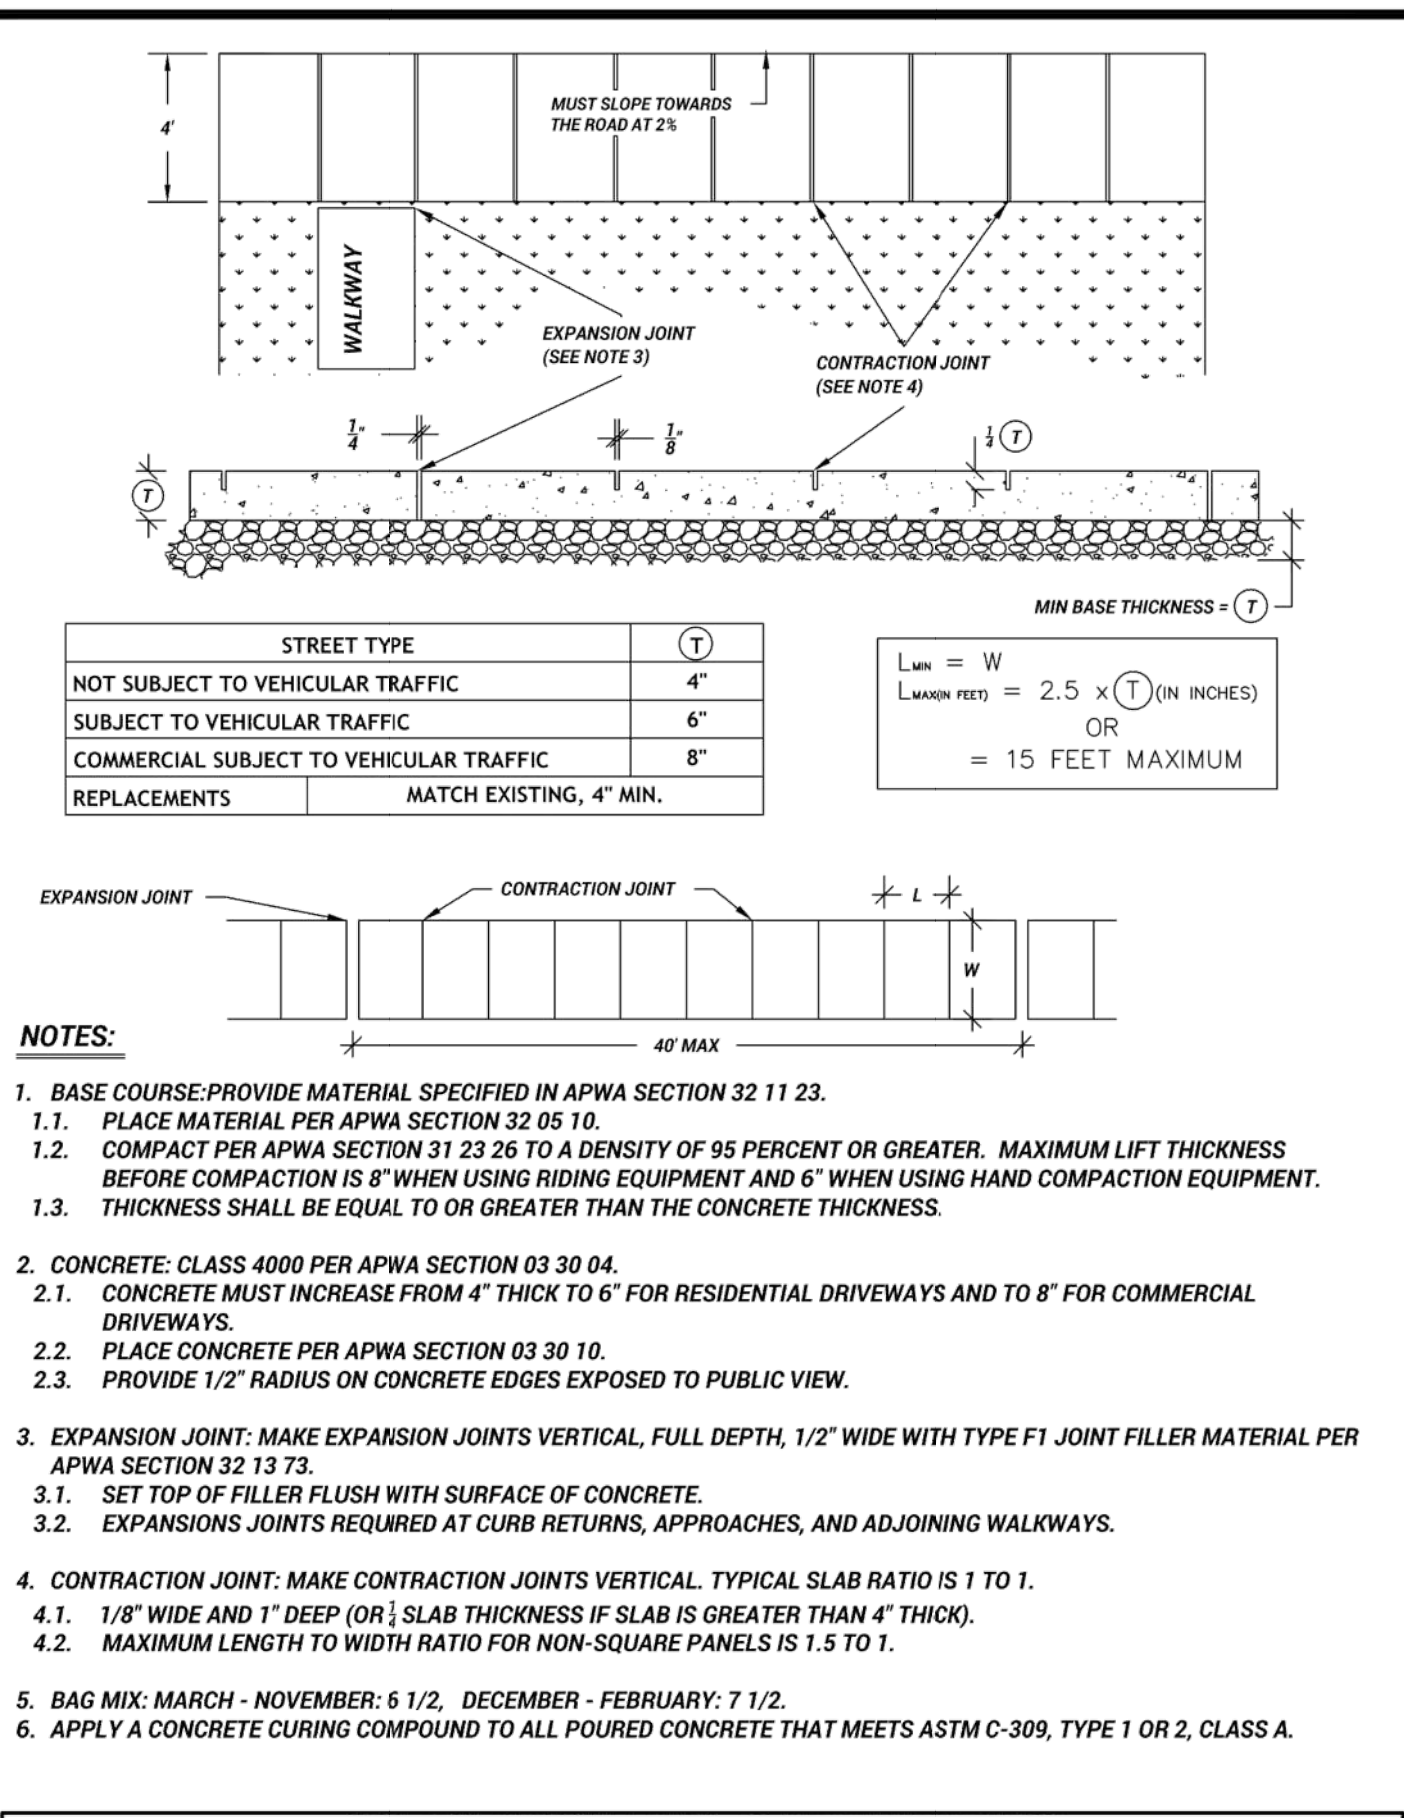 4'
MUST SLOPE TOWARDS
THE ROAD AT 2%
WALKWAY
EXPANSION JOINT
(SEE NOTE 3)
CONTRACTION JOINT
(SEE NOTE 4)
1/4"
1/8"
1/4 T
T
MIN BASE THICKNESS = T
STREET TYPE T
NOT SUBJECT TO VEHICULAR TRAFFIC 4"
SUBJECT TO VEHICULAR TRAFFIC 6"
COMMERCIAL SUBJECT TO VEHICULAR TRAFFIC 8"
REPLACEMENTS MATCH EXISTING, 4" MIN.
LMIN = W
LMAX(IN FEET) = 2.5 x T (IN INCHES)
OR
= 15 FEET MAXIMUM
EXPANSION JOINT
CONTRACTION JOINT
L
W
40' MAX
NOTES:
1. BASE COURSE:PROVIDE MATERIAL SPECIFIED IN APWA SECTION 32 11 23.
1.1. PLACE MATERIAL PER APWA SECTION 32 05 10.
1.2. COMPACT PER APWA SECTION 31 23 26 TO A DENSITY OF 95 PERCENT OR GREATER. MAXIMUM LIFT THICKNESS
BEFORE COMPACTION IS 8" WHEN USING RIDING EQUIPMENT AND 6" WHEN USING HAND COMPACTION EQUIPMENT.
1.3. THICKNESS SHALL BE EQUAL TO OR GREATER THAN THE CONCRETE THICKNESS.
2. CONCRETE: CLASS 4000 PER APWA SECTION 03 30 04.
2.1. CONCRETE MUST INCREASE FROM 4" THICK TO 6" FOR RESIDENTIAL DRIVEWAYS AND TO 8" FOR COMMERCIAL
DRIVEWAYS.
2.2. PLACE CONCRETE PER APWA SECTION 03 30 10.
2.3. PROVIDE 1/2" RADIUS ON CONCRETE EDGES EXPOSED TO PUBLIC VIEW.
3. EXPANSION JOINT: MAKE EXPANSION JOINTS VERTICAL, FULL DEPTH, 1/2" WIDE WITH TYPE F1 JOINT FILLER MATERIAL PER
APWA SECTION 32 13 73.
3.1. SET TOP OF FILLER FLUSH WITH SURFACE OF CONCRETE.
3.2. EXPANSIONS JOINTS REQUIRED AT CURB RETURNS, APPROACHES, AND ADJOINING WALKWAYS.
4. CONTRACTION JOINT: MAKE CONTRACTION JOINTS VERTICAL. TYPICAL SLAB RATIO IS 1 TO 1.
4.1. 1/8" WIDE AND 1" DEEP (OR 1/4 SLAB THICKNESS IF SLAB IS GREATER THAN 4" THICK).
4.2. MAXIMUM LENGTH TO WIDTH RATIO FOR NON-SQUARE PANELS IS 1.5 TO 1.
5. BAG MIX: MARCH - NOVEMBER: 6 1/2, DECEMBER - FEBRUARY: 7 1/2.
6. APPLY A CONCRETE CURING COMPOUND TO ALL POURED CONCRETE THAT MEETS ASTM C-309, TYPE 1 OR 2, CLASS A.